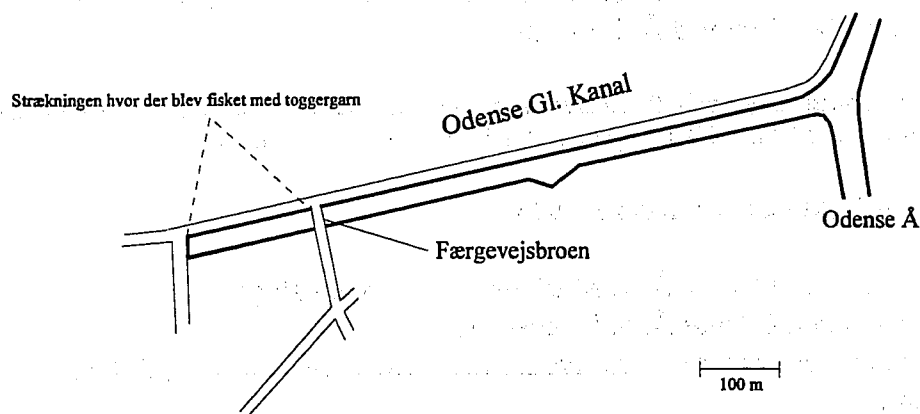 Strækningen hvor der blev fisket med toggergarn
Odense Gl. Kanal
Odense Å
Færgevejsbroen
100 m